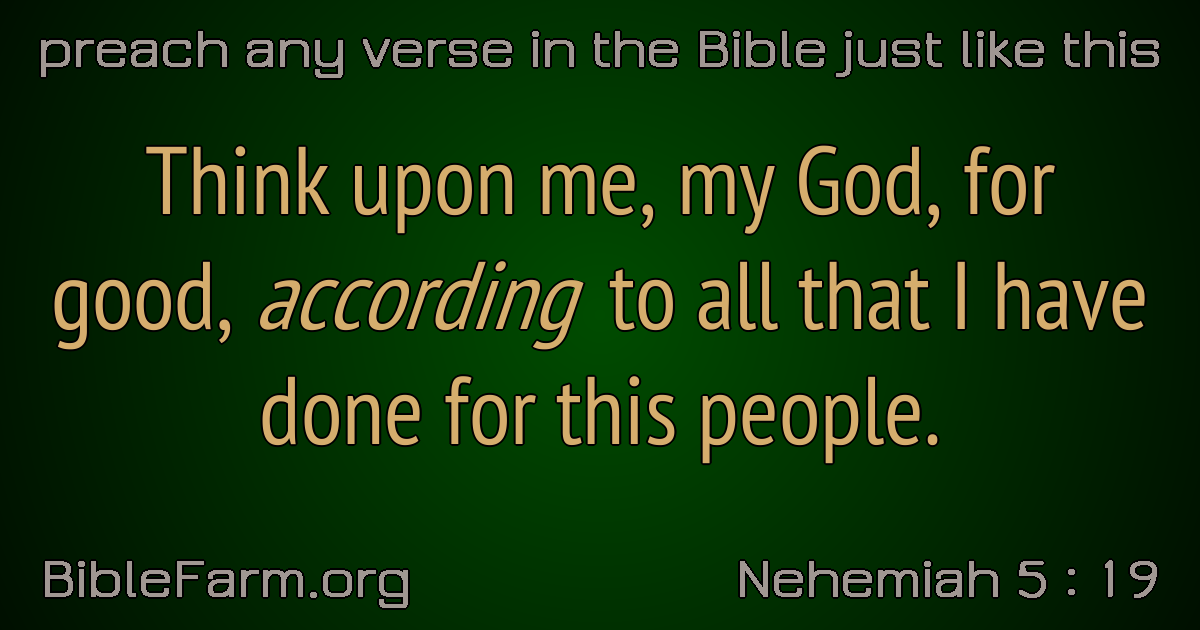 preach any verse in the Bible just like this
Think upon me, my God, for
good, according to all that I have
done for this people.
BibleFarm.org
Nehemiah 5 : 19